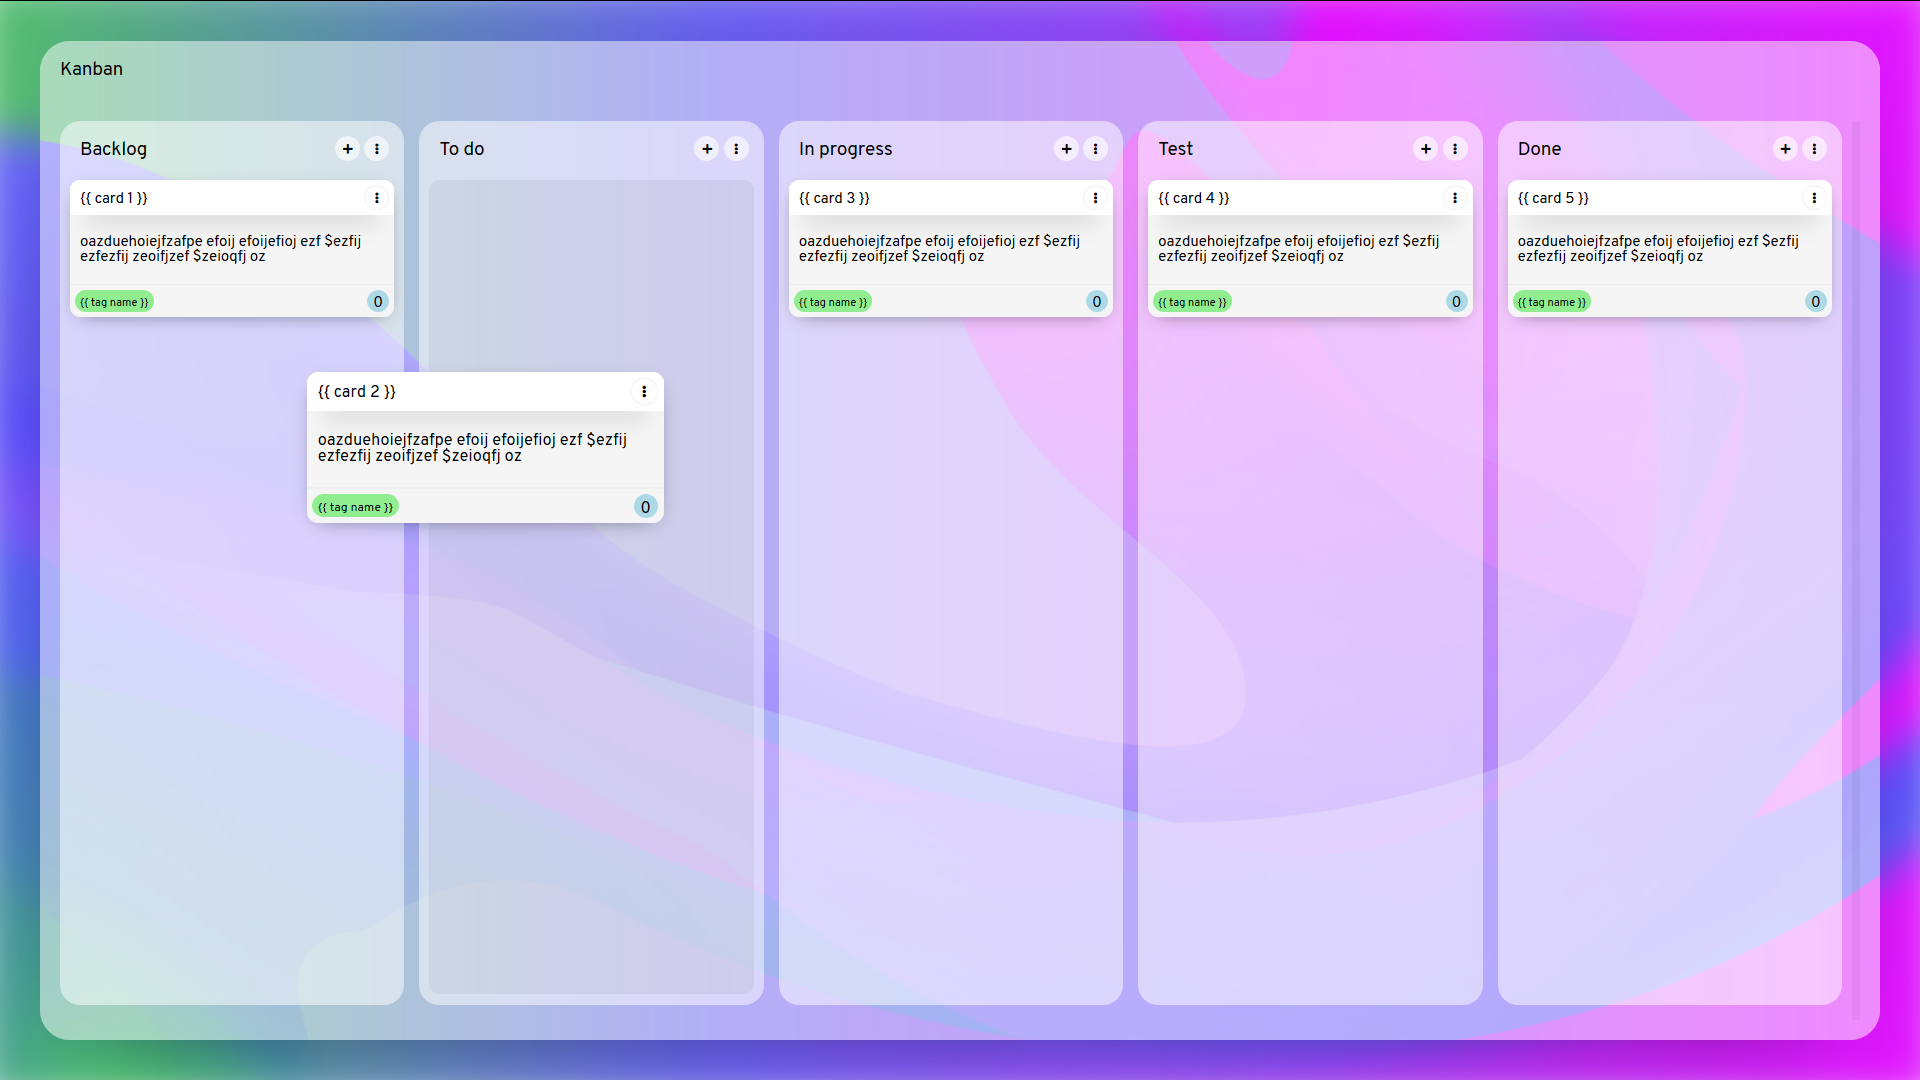 Kanban
Backlog
{{ card 1 }}
oazduehoiejfzafpe efoij efoijefioj ezf $ezfij
ezfezfij zeoifjzef $zeioqfj oz
{{ tag name }}
0
To do
{{ card 2 }}
oazduehoiejfzafpe efoij efoijefioj ezf $ezfij
ezfezfij zeoifjzef $zeioqfj oz
{{ tag name }}
0
In progress
{{ card 3 }}
oazduehoiejfzafpe efoij efoijefioj ezf $ezfij
ezfezfij zeoifjzef $zeioqfj oz
{{ tag name }}
0
Test
{{ card 4 }}
oazduehoiejfzafpe efoij efoijefioj ezf $ezfij
ezfezfij zeoifjzef $zeioqfj oz
{{ tag name }}
0
Done
{{ card 5 }}
oazduehoiejfzafpe efoij efoijefioj ezf $ezfij
ezfezfij zeoifjzef $zeioqfj oz
{{ tag name }}
0